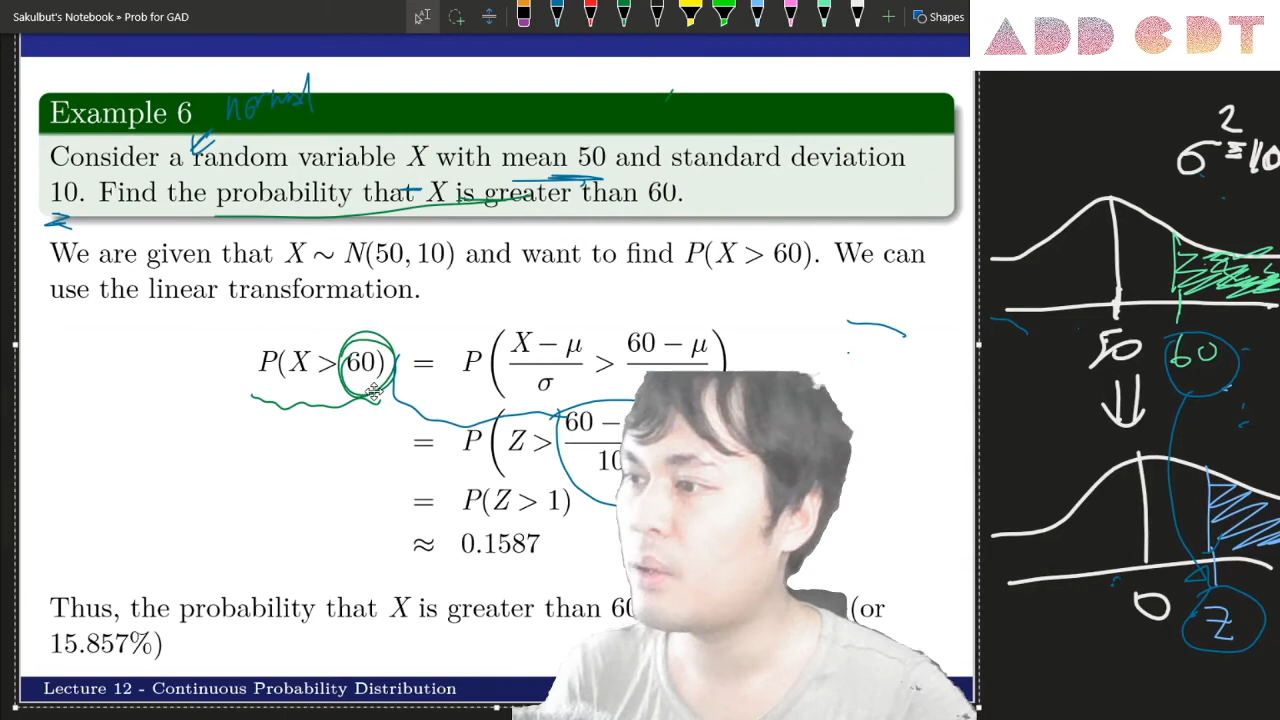 Sakulbut's Notebook » Prob for GAD
Shapes
ADD CDT
Example 6
normal
Consider a random variable X with mean 50 and standard deviation
10. Find the probability that X is greater than 60.
We are given that X ∼ N(50, 10) and want to find P(X > 60). We can
use the linear transformation.
P(X > 60) = P( X − μ / σ > 60 − μ )
= P( Z > 60 − / 10
= P(Z > 1)
≈ 0.1587
Thus, the probability that X is greater than 60 (or
15.857%)
Lecture 12 - Continuous Probability Distribution
σ² = 10
50
60
0
Z